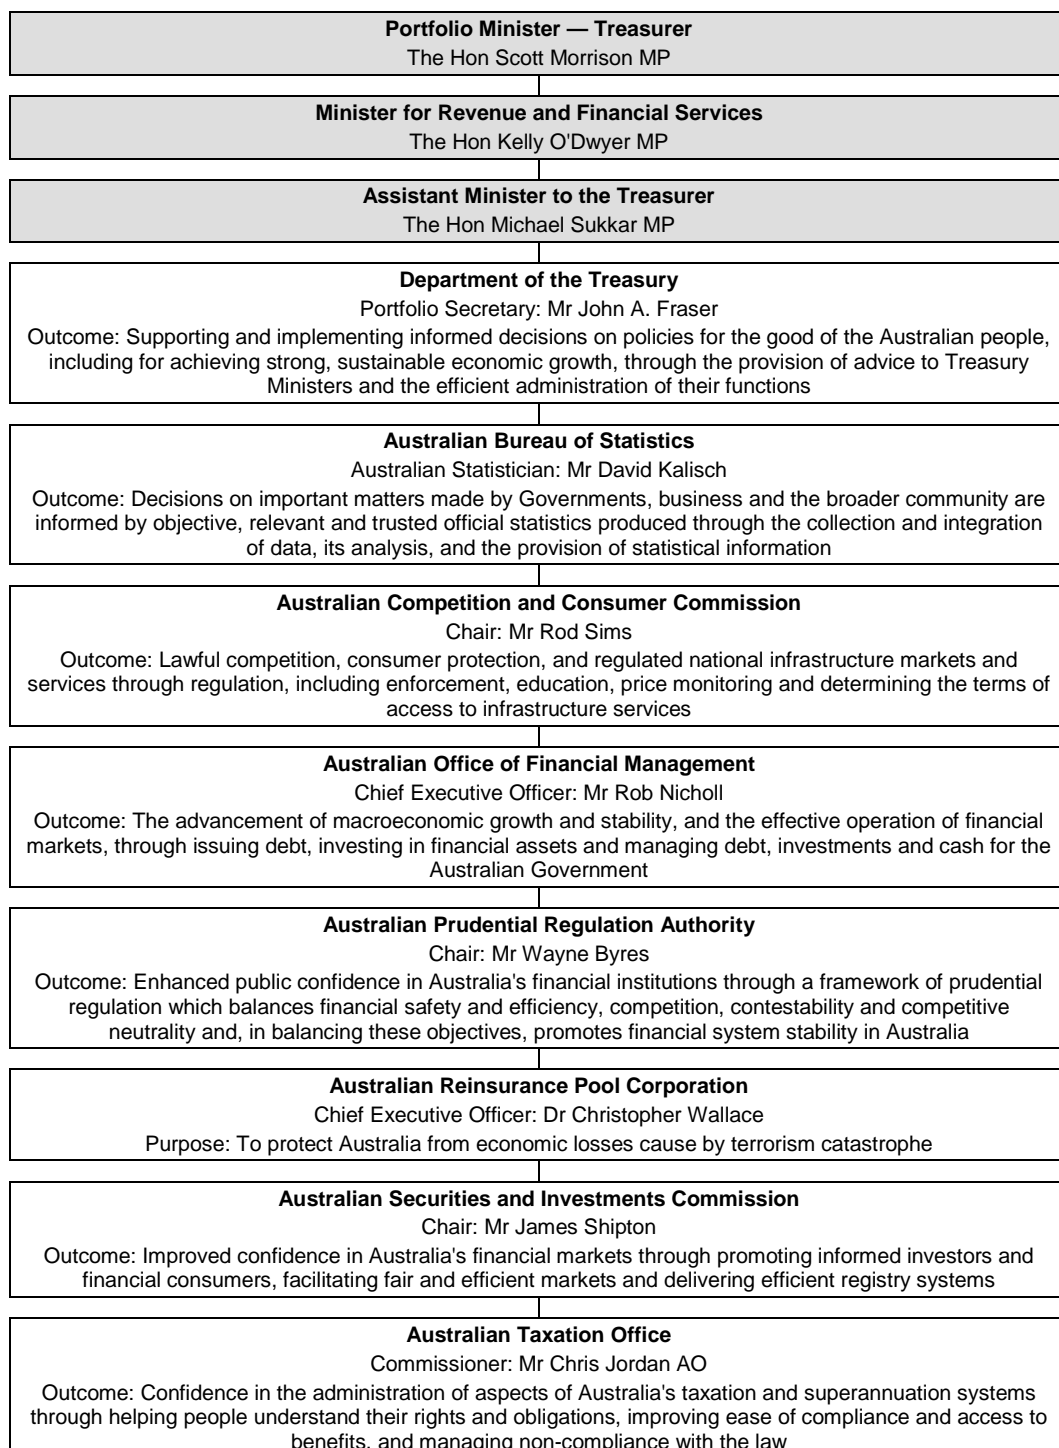 Portfolio Minister — Treasurer
The Hon Scott Morrison MP
Minister for Revenue and Financial Services
The Hon Kelly O'Dwyer MP
Assistant Minister to the Treasurer
The Hon Michael Sukkar MP
Department of the Treasury
Portfolio Secretary: Mr John A. Fraser
Outcome: Supporting and implementing informed decisions on policies for the good of the Australian people,
including for achieving strong, sustainable economic growth, through the provision of advice to Treasury
Ministers and the efficient administration of their functions
Australian Bureau of Statistics
Australian Statistician: Mr David Kalisch
Outcome: Decisions on important matters made by Governments, business and the broader community are
informed by objective, relevant and trusted official statistics produced through the collection and integration
of data, its analysis, and the provision of statistical information
Australian Competition and Consumer Commission
Chair: Mr Rod Sims
Outcome: Lawful competition, consumer protection, and regulated national infrastructure markets and
services through regulation, including enforcement, education, price monitoring and determining the terms of
access to infrastructure services
Australian Office of Financial Management
Chief Executive Officer: Mr Rob Nicholl
Outcome: The advancement of macroeconomic growth and stability, and the effective operation of financial
markets, through issuing debt, investing in financial assets and managing debt, investments and cash for the
Australian Government
Australian Prudential Regulation Authority
Chair: Mr Wayne Byres
Outcome: Enhanced public confidence in Australia's financial institutions through a framework of prudential
regulation which balances financial safety and efficiency, competition, contestability and competitive
neutrality and, in balancing these objectives, promotes financial system stability in Australia
Australian Reinsurance Pool Corporation
Chief Executive Officer: Dr Christopher Wallace
Purpose: To protect Australia from economic losses cause by terrorism catastrophe
Australian Securities and Investments Commission
Chair: Mr James Shipton
Outcome: Improved confidence in Australia's financial markets through promoting informed investors and
financial consumers, facilitating fair and efficient markets and delivering efficient registry systems
Australian Taxation Office
Commissioner: Mr Chris Jordan AO
Outcome: Confidence in the administration of aspects of Australia's taxation and superannuation systems
through helping people understand their rights and obligations, improving ease of compliance and access to
benefits, and managing non-compliance with the law